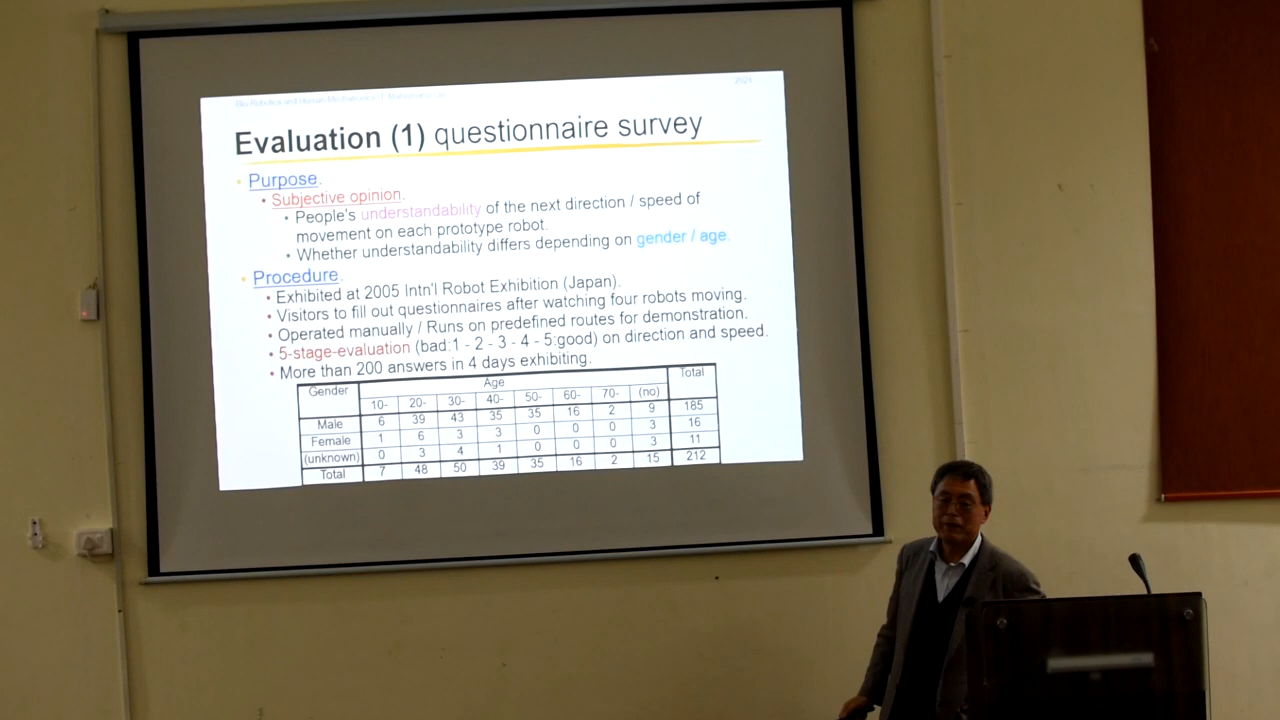 Bio-Robotics and Human-Mechatronics
2024
Evaluation (1) questionnaire survey
• Purpose.
• Subjective opinion.
• People's understandability of the next direction / speed of
movement on each prototype robot.
• Whether understandability differs depending on gender / age.
• Procedure.
• Exhibited at 2005 Intn'l Robot Exhibition (Japan).
• Visitors to fill out questionnaires after watching four robots moving.
• Operated manually / Runs on predefined routes for demonstration.
• 5-stage-evaluation (bad:1 - 2 - 3 - 4 - 5:good) on direction and speed.
• More than 200 answers in 4 days exhibiting.
Gender Age Total
10- 20- 30- 40- 50- 60- 70- (no)
Male 6 39 43 35 35 16 2 9 185
Female 1 6 3 3 0 0 0 3 16
(unknown) 0 3 4 1 0 0 0 3 11
Total 7 48 50 39 35 16 2 15 212